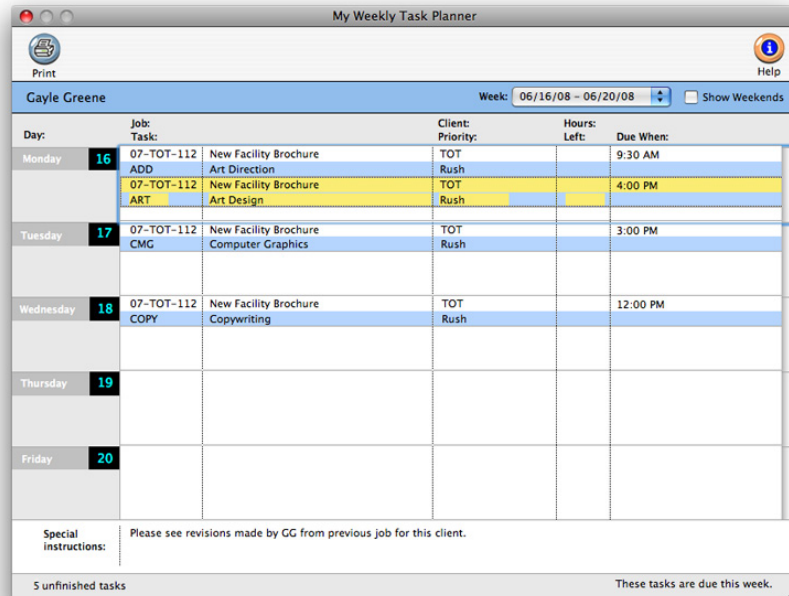 My Weekly Task Planner
Print
Help
Gayle Greene Week: 06/16/08 – 06/20/08 Show Weekends
Job: Client: Hours:
Day: Task: Priority: Left: Due When:
Monday 16 07-TOT-112 New Facility Brochure TOT 9:30 AM
ADD Art Direction Rush
07-TOT-112 New Facility Brochure TOT 4:00 PM
ART Art Design Rush
Tuesday 17 07-TOT-112 New Facility Brochure TOT 3:00 PM
CMG Computer Graphics Rush
Wednesday 18 07-TOT-112 New Facility Brochure TOT 12:00 PM
COPY Copywriting Rush
Thursday 19
Friday 20
Special Please see revisions made by GG from previous job for this client.
instructions:
5 unfinished tasks These tasks are due this week.